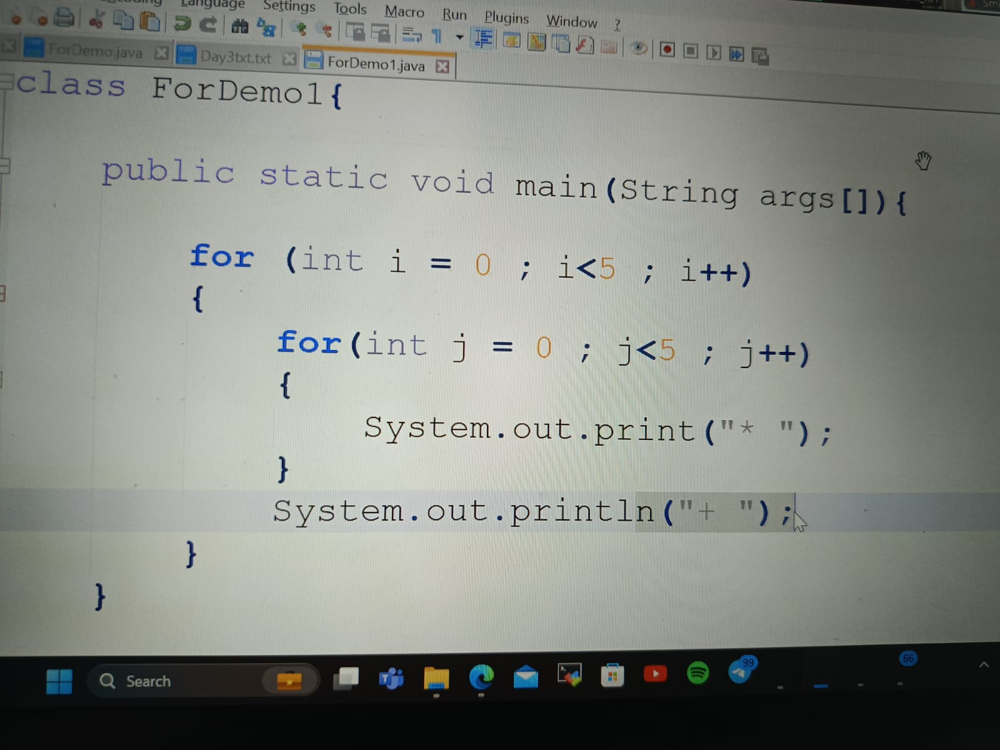 Language Settings Tools Macro Run Plugins Window ?
ForDemo.java Day3txt.txt ForDemo1.java
class ForDemo1{
public static void main(String args[]){
for (int i = 0 ; i<5 ; i++)
{
for(int j = 0 ; j<5 ; j++)
{
System.out.print("* ");
}
System.out.println("+ ");
}
}
Search
99
66